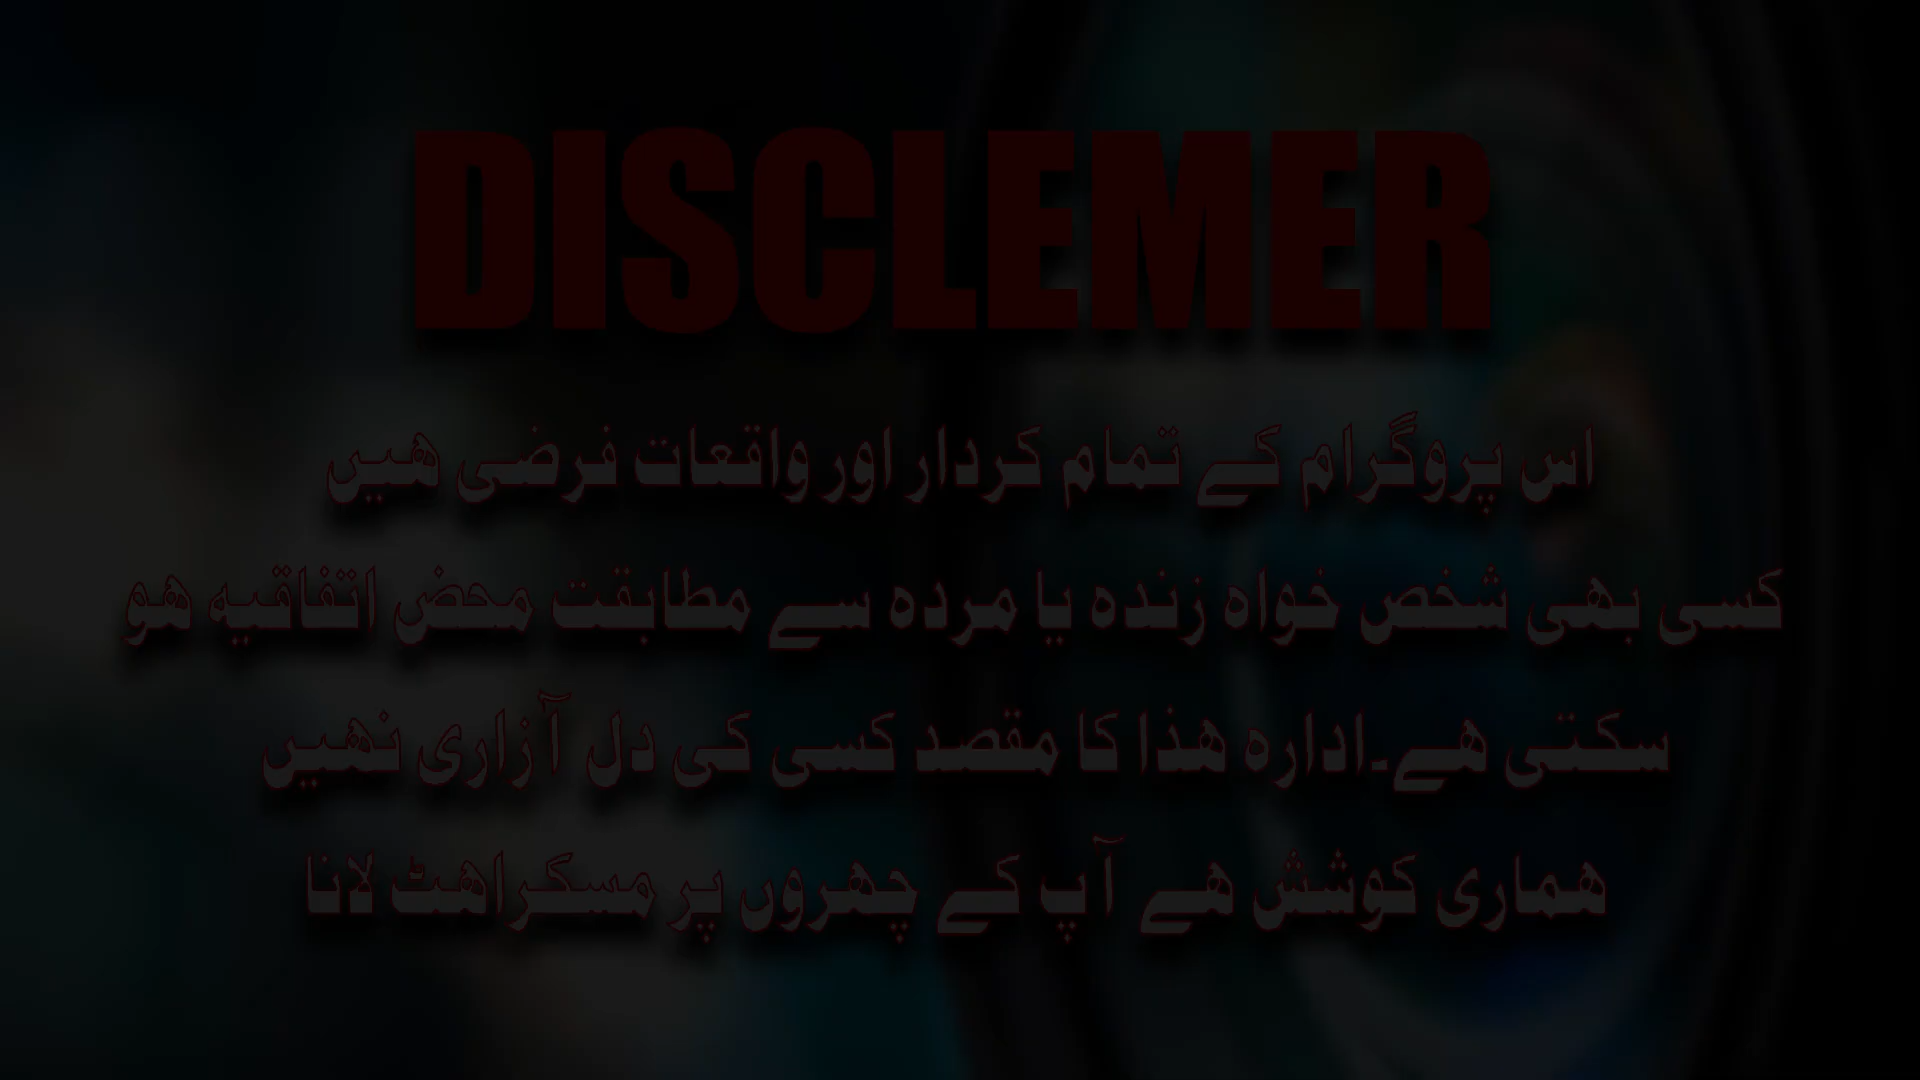 DISCLEMER
اس پروگرام کے تمام کردار اور واقعات فرضی ھیں
کسی بھی شخص خواہ زندہ یا مردہ سے مطابقت محض اتفاقیہ ھو
سکتی ھے۔ادارہ ھذا کا مقصد کسی کی دل آزاری نھیں
ھماری کوشش ھے آپ کے چھروں پر مسکراھٹ لانا